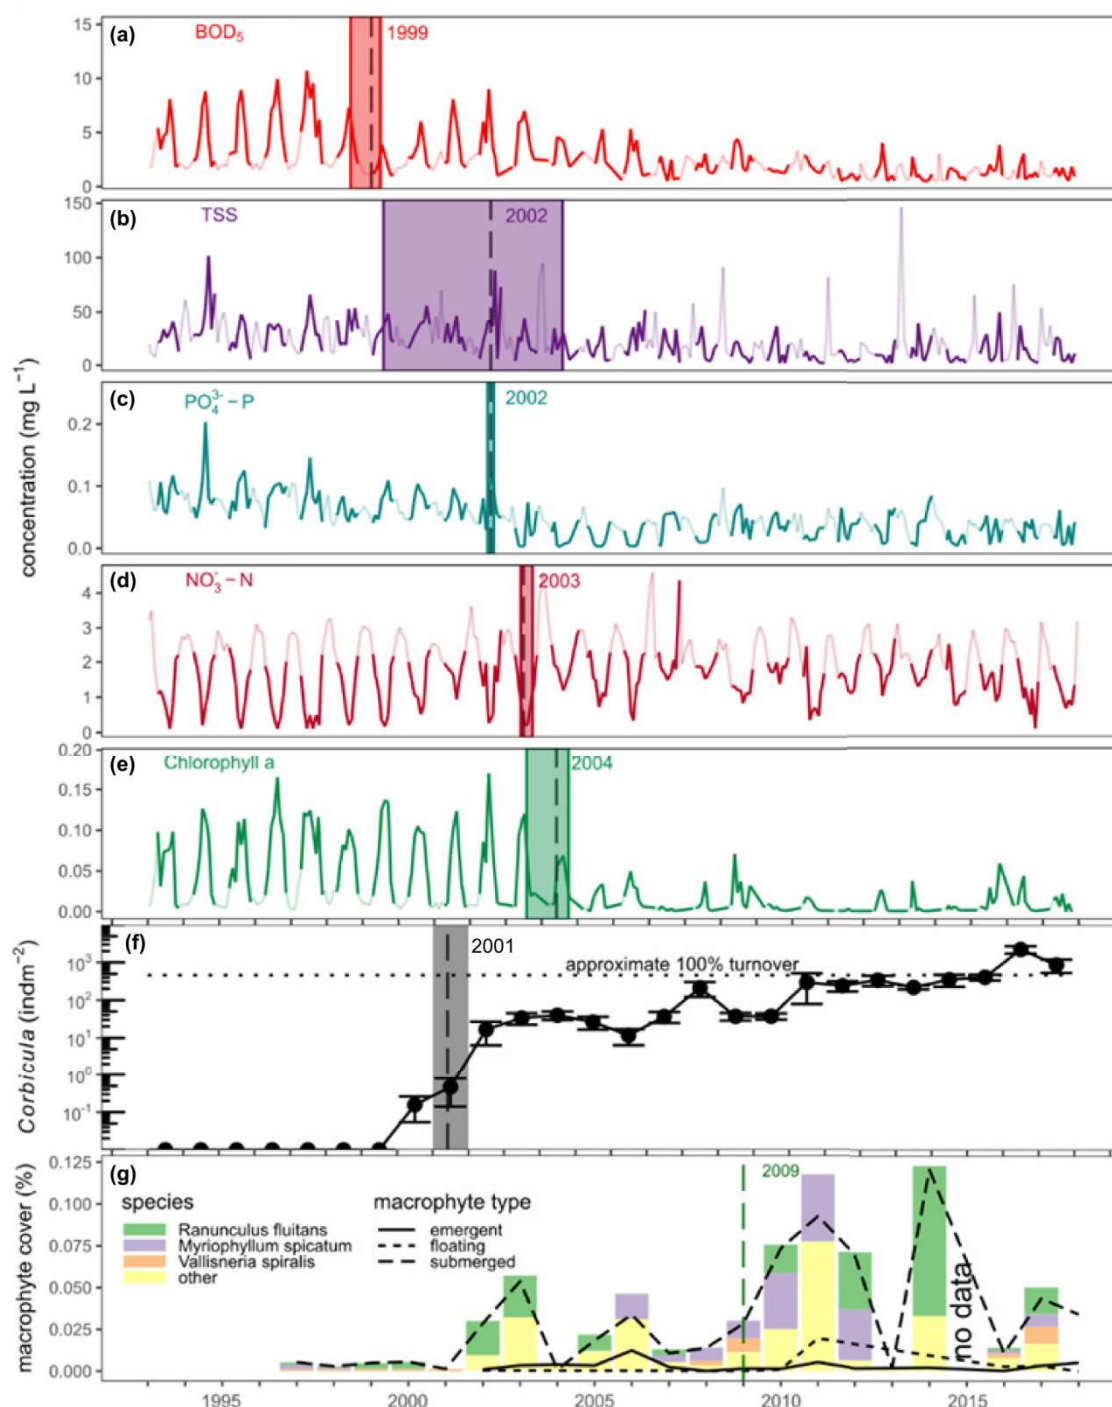 (a) BOD₅ 1999
15
10
5
0
(b) TSS 2002
150
100
50
0
(c) PO₄³⁻ – P 2002
0.2
0.1
0.0
(d) NO₃⁻ – N 2003
4
3
2
1
0
(e) Chlorophyll a 2004
0.20
0.15
0.10
0.05
0.00
concentration (mg L⁻¹)
(f) 2001
approximate 100% turnover
10³
10²
10¹
10⁰
10⁻¹
Corbicula (indm⁻²)
(g) 2009
0.125
0.100
0.075
0.050
0.025
0.000
macrophyte cover (%)
species
Ranunculus fluitans
Myriophyllum spicatum
Vallisneria spiralis
other
macrophyte type
emergent
floating
submerged
no data
1995 2000 2005 2010 2015